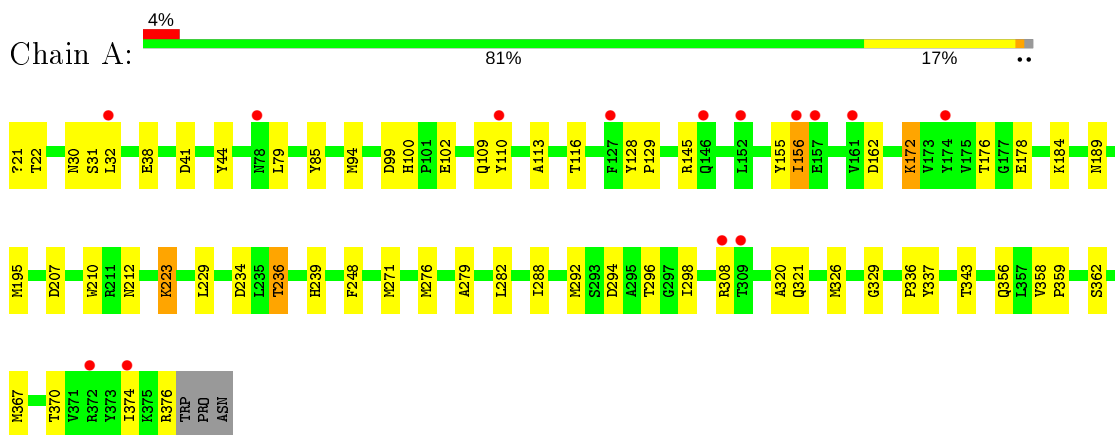 4%
Chain A:
81% 17% ••
?21 T22 N30 S31 L32 E38 D41 Y44 N78 L79 Y85 M94 D99 H100 P101 E102 Q109 Y110 A113 T116 F127 Y128 P129 R145 Q146 L152 Y155 I156 E157 V161 D162 K172 V173 Y174 V175 T176 G177 E178 K184 N189
M195 D207 W210 R211 N212 K223 L229 D234 L235 T236 H239 F248 M271 M276 A279 L282 I288 M292 S293 D294 A295 T296 G297 I298 R308 T309 A320 Q321 M326 G329 P336 Y337 T343 Q356 L357 V358 P359 S362
M367 T370 V371 R372 Y373 I374 K375 R376 TRP PRO ASN